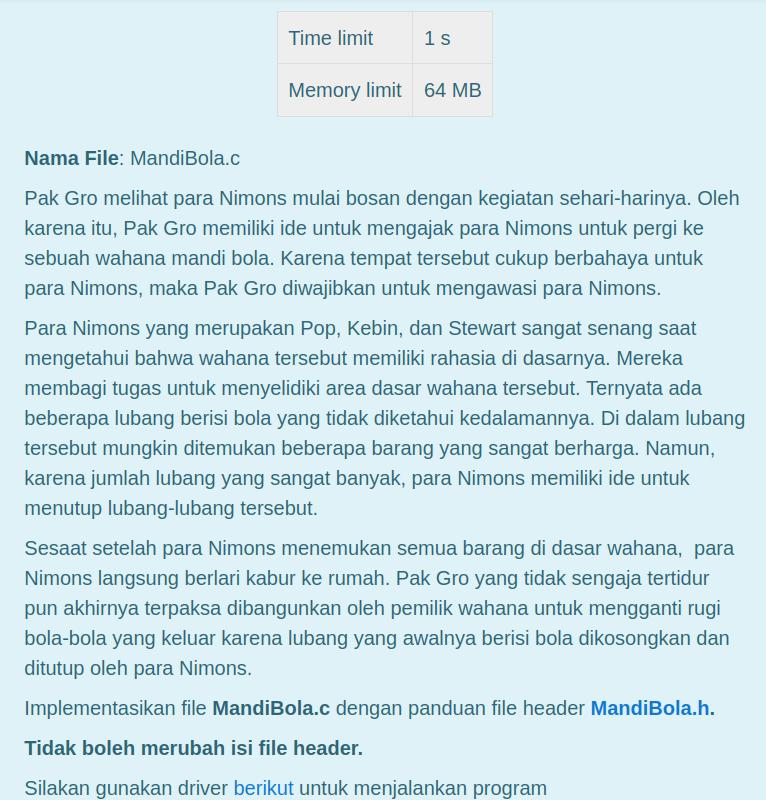 Time limit 1 s
Memory limit 64 MB
Nama File: MandiBola.c
Pak Gro melihat para Nimons mulai bosan dengan kegiatan sehari-harinya. Oleh
karena itu, Pak Gro memiliki ide untuk mengajak para Nimons untuk pergi ke
sebuah wahana mandi bola. Karena tempat tersebut cukup berbahaya untuk
para Nimons, maka Pak Gro diwajibkan untuk mengawasi para Nimons.
Para Nimons yang merupakan Pop, Kebin, dan Stewart sangat senang saat
mengetahui bahwa wahana tersebut memiliki rahasia di dasarnya. Mereka
membagi tugas untuk menyelidiki area dasar wahana tersebut. Ternyata ada
beberapa lubang berisi bola yang tidak diketahui kedalamannya. Di dalam lubang
tersebut mungkin ditemukan beberapa barang yang sangat berharga. Namun,
karena jumlah lubang yang sangat banyak, para Nimons memiliki ide untuk
menutup lubang-lubang tersebut.
Sesaat setelah para Nimons menemukan semua barang di dasar wahana,  para
Nimons langsung berlari kabur ke rumah. Pak Gro yang tidak sengaja tertidur
pun akhirnya terpaksa dibangunkan oleh pemilik wahana untuk mengganti rugi
bola-bola yang keluar karena lubang yang awalnya berisi bola dikosongkan dan
ditutup oleh para Nimons.
Implementasikan file MandiBola.c dengan panduan file header MandiBola.h.
Tidak boleh merubah isi file header.
Silakan gunakan driver berikut untuk menjalankan program